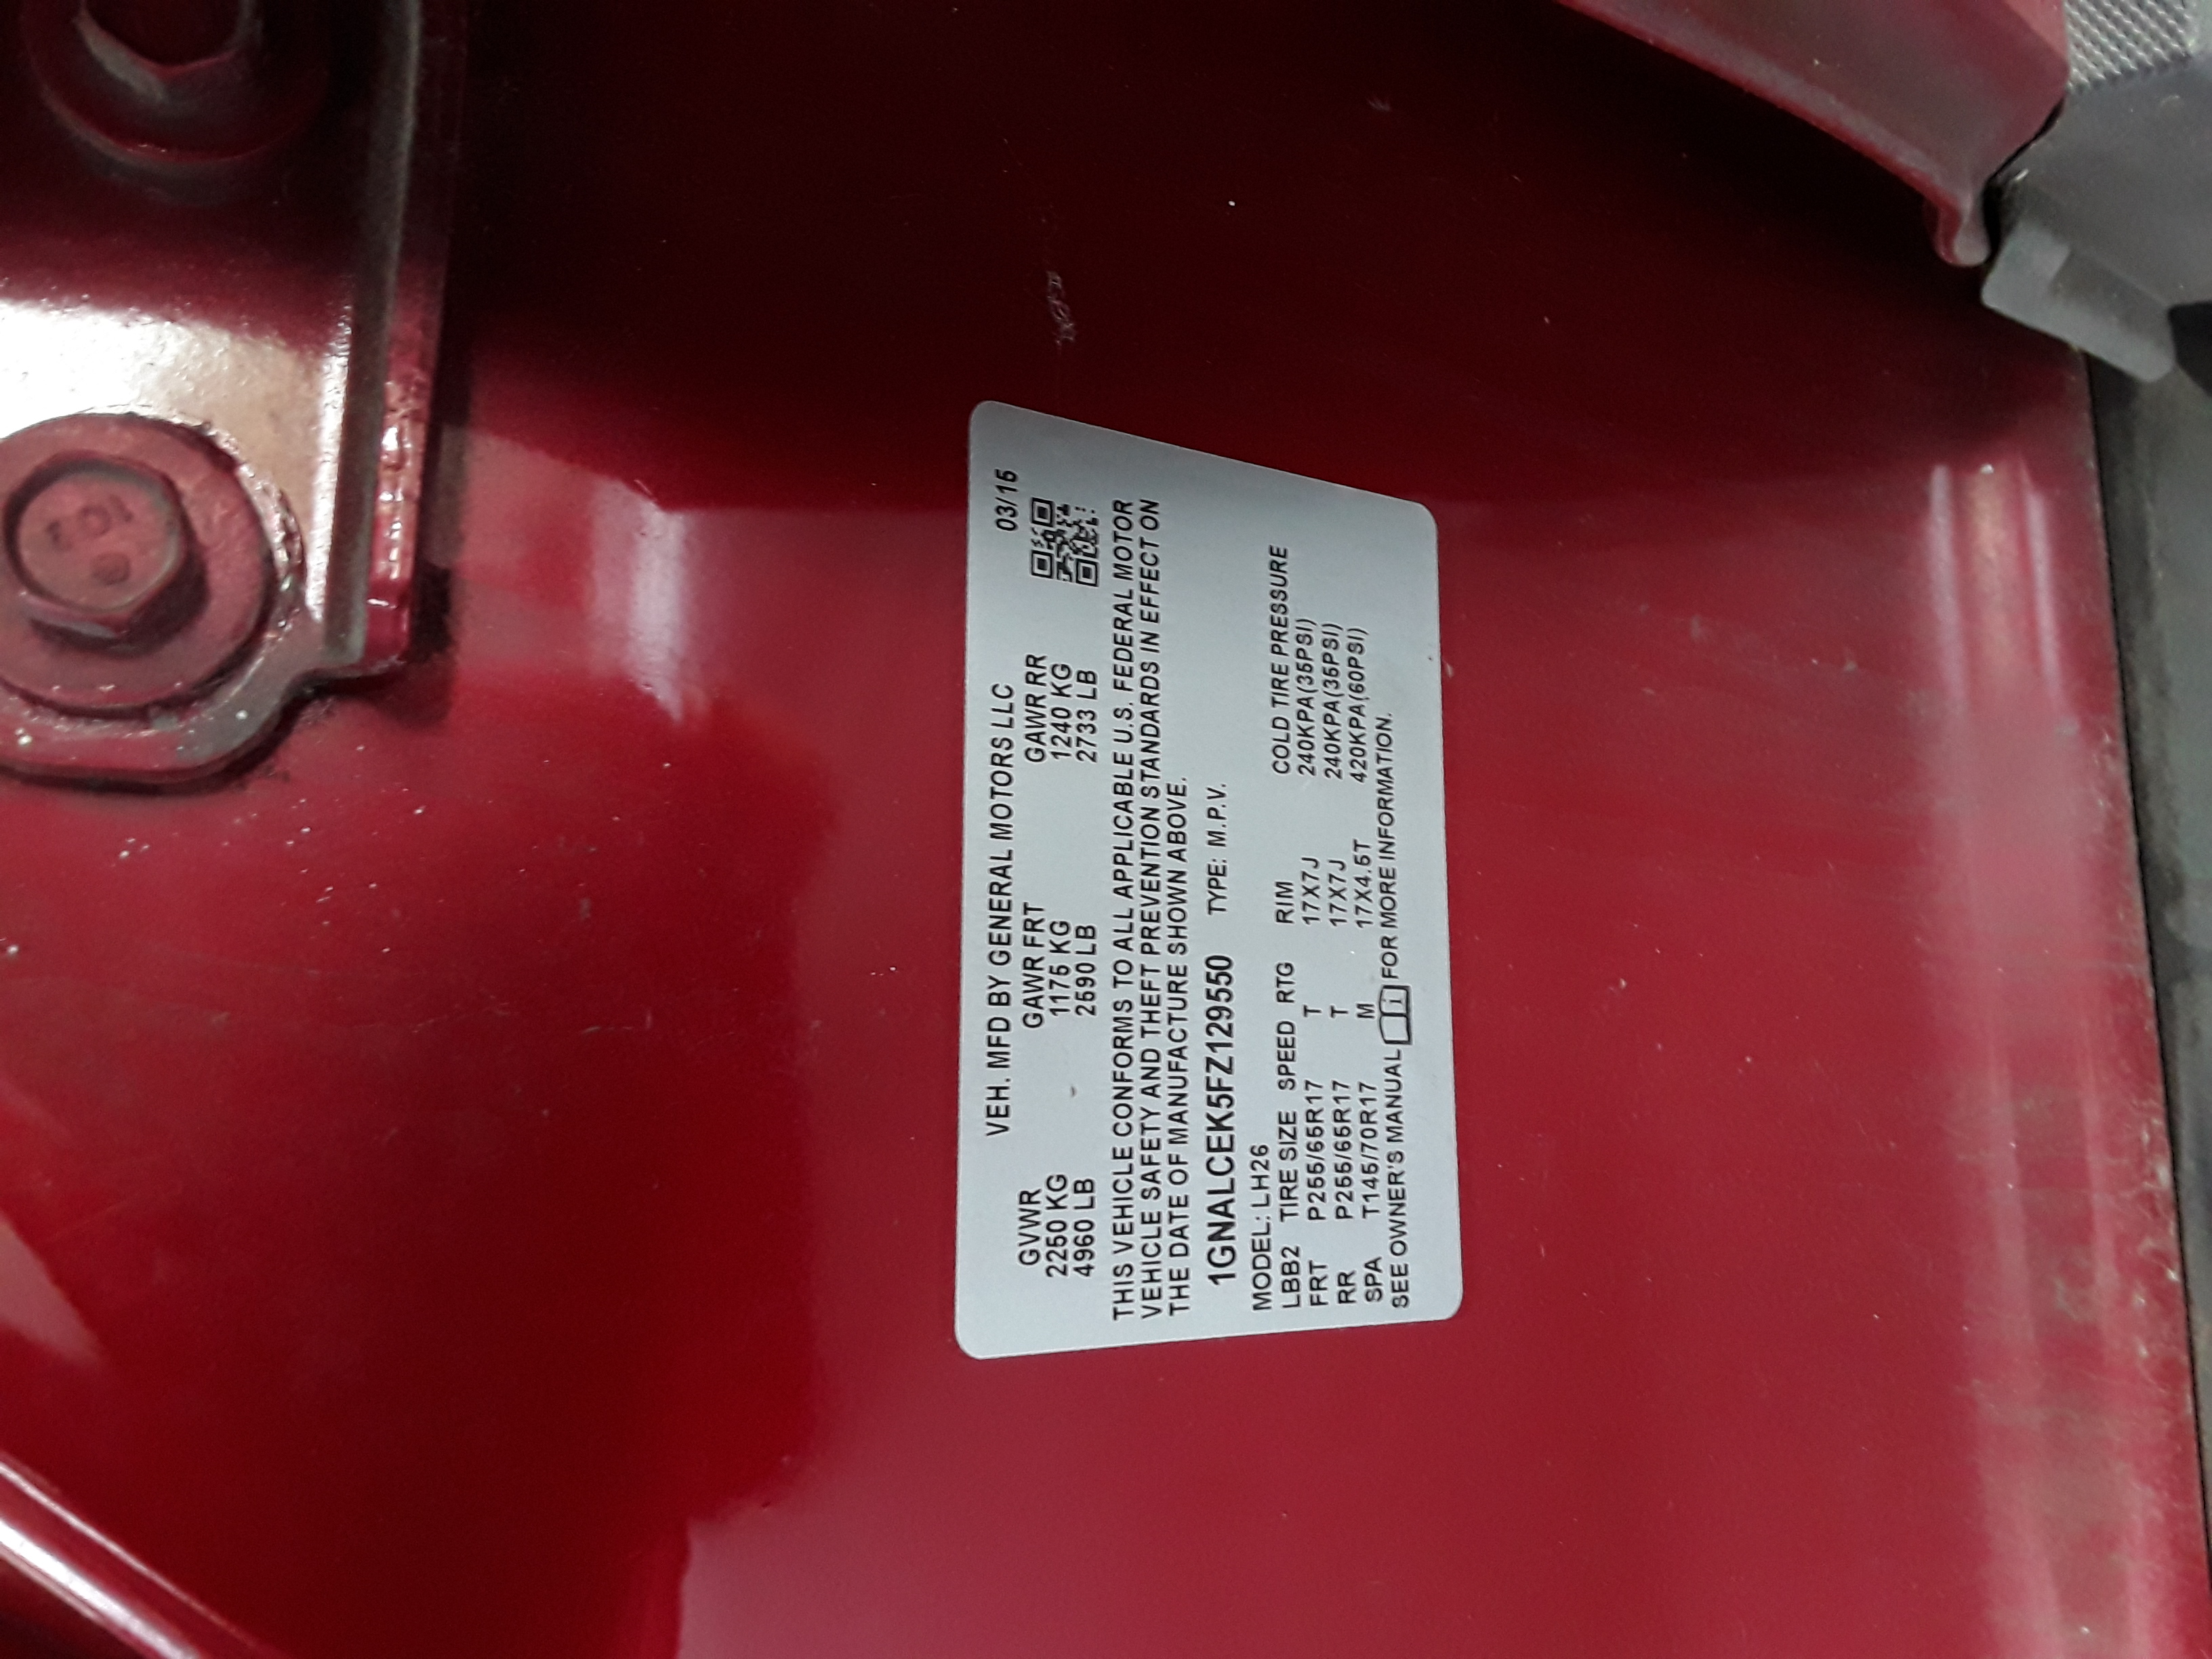 03/15
VEH. MFD BY GENERAL MOTORS LLC
GVWR GAWR FRT GAWR RR
2250 KG 1175 KG 1240 KG
4960 LB 2590 LB 2733 LB
THIS VEHICLE CONFORMS TO ALL APPLICABLE U.S. FEDERAL MOTOR
VEHICLE SAFETY AND THEFT PREVENTION STANDARDS IN EFFECT ON
THE DATE OF MANUFACTURE SHOWN ABOVE.
1GNALCEK5FZ129550 TYPE: M.P.V.
MODEL: LH26
LBB2 TIRE SIZE SPEED RTG RIM COLD TIRE PRESSURE
FRT P255/65R17 T 17X7J 240KPA(35PSI)
RR P255/65R17 T 17X7J 240KPA(35PSI)
SPA T145/70R17 M 17X4.5T 420KPA(60PSI)
SEE OWNER'S MANUAL FOR MORE INFORMATION.